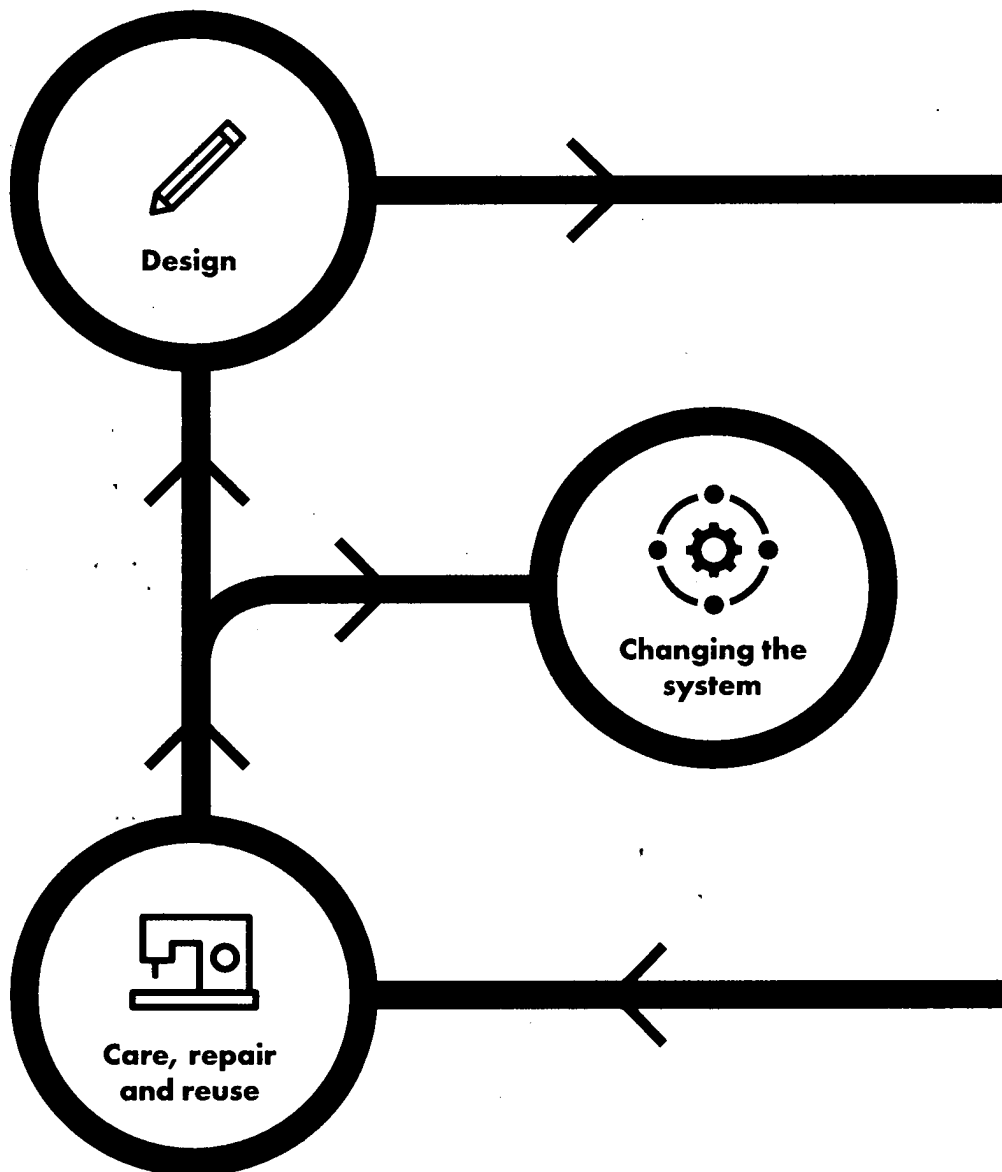 Design
Changing the
system
Care, repair
and reuse